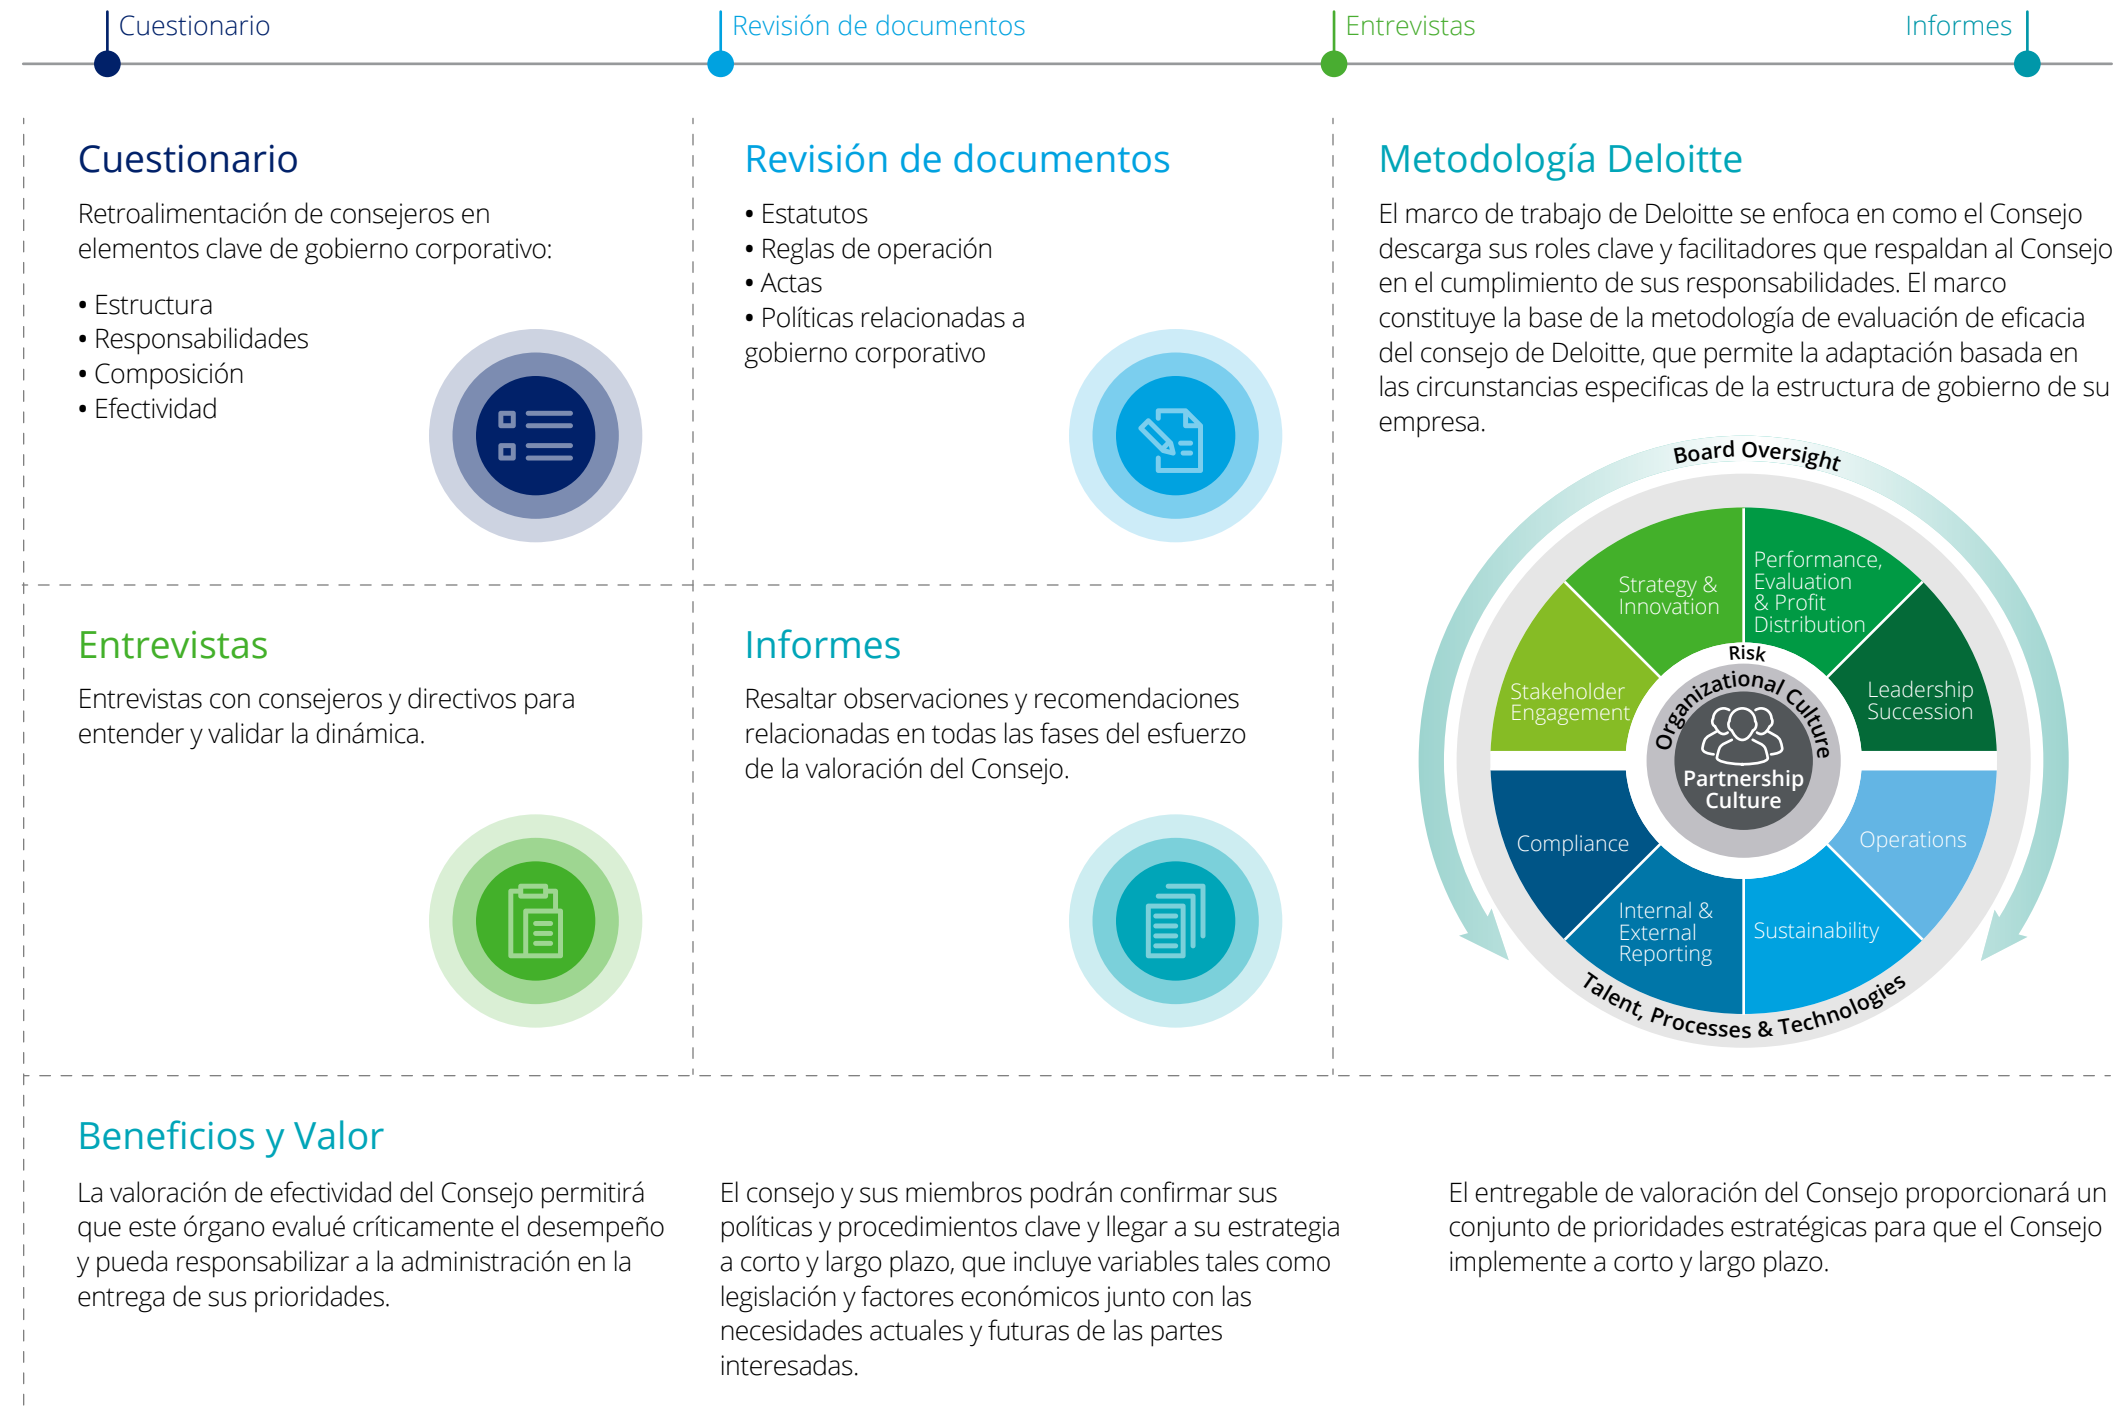 Cuestionario
Revisión de documentos
Entrevistas
Informes
Cuestionario
Retroalimentación de consejeros en
elementos clave de gobierno corporativo:
• Estructura
• Responsabilidades
• Composición
• Efectividad
Revisión de documentos
• Estatutos
• Reglas de operación
• Actas
• Políticas relacionadas a
gobierno corporativo
Metodología Deloitte
El marco de trabajo de Deloitte se enfoca en como el Consejo
descarga sus roles clave y facilitadores que respaldan al Consejo
en el cumplimiento de sus responsabilidades. El marco
constituye la base de la metodología de evaluación de eficacia
del consejo de Deloitte, que permite la adaptación basada en
las circunstancias especificas de la estructura de gobierno de su
empresa.
Board Oversight
Strategy &
Innovation
Performance,
Evaluation
& Profit
Distribution
Stakeholder
Engagement
Leadership
Succession
Risk
Organizational Culture
Partnership
Culture
Compliance
Operations
Internal &
External
Reporting
Sustainability
Talent, Processes & Technologies
Entrevistas
Entrevistas con consejeros y directivos para
entender y validar la dinámica.
Informes
Resaltar observaciones y recomendaciones
relacionadas en todas las fases del esfuerzo
de la valoración del Consejo.
Beneficios y Valor
La valoración de efectividad del Consejo permitirá
que este órgano evalué críticamente el desempeño
y pueda responsabilizar a la administración en la
entrega de sus prioridades.
El consejo y sus miembros podrán confirmar sus
políticas y procedimientos clave y llegar a su estrategia
a corto y largo plazo, que incluye variables tales como
legislación y factores económicos junto con las
necesidades actuales y futuras de las partes
interesadas.
El entregable de valoración del Consejo proporcionará un
conjunto de prioridades estratégicas para que el Consejo
implemente a corto y largo plazo.